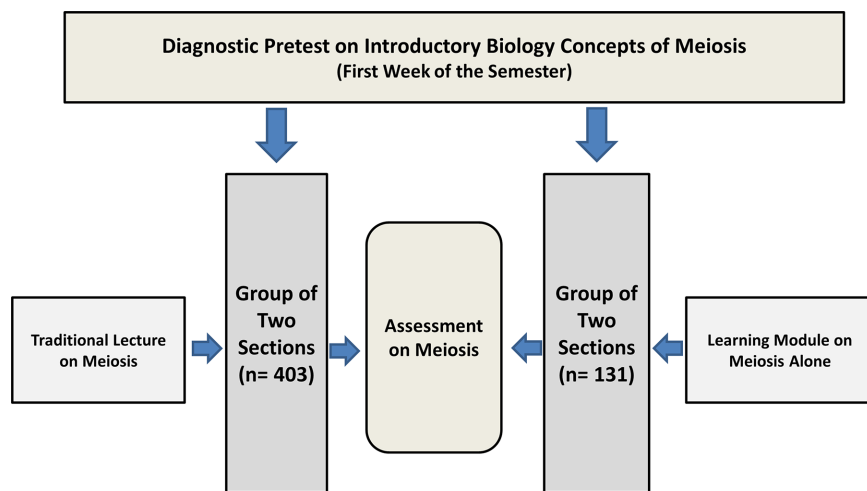 Diagnostic Pretest on Introductory Biology Concepts of Meiosis
(First Week of the Semester)
Traditional Lecture
on Meiosis
Group of
Two
Sections
(n= 403)
Assessment
on Meiosis
Group of
Two
Sections
(n= 131)
Learning Module on
Meiosis Alone